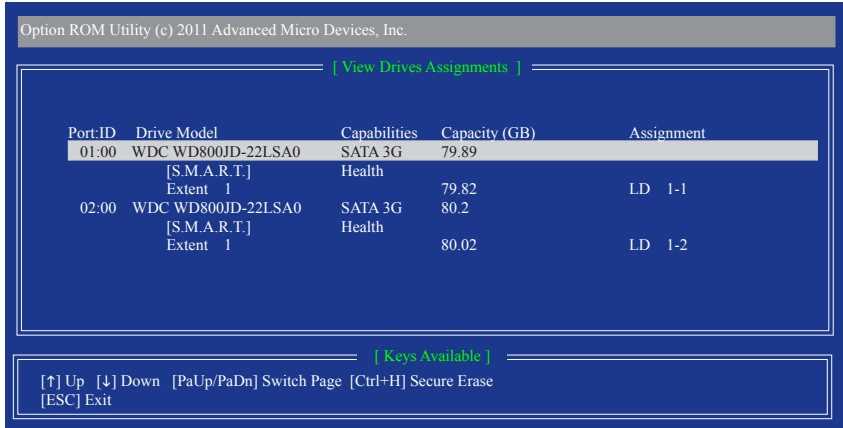 Option ROM Utility (c) 2011 Advanced Micro Devices, Inc.
[ View Drives Assignments ]
Port:ID Drive Model Capabilities Capacity (GB) Assignment
01:00 WDC WD800JD-22LSA0 SATA 3G 79.89
[S.M.A.R.T.] Health
Extent 1 79.82 LD 1-1
02:00 WDC WD800JD-22LSA0 SATA 3G 80.2
[S.M.A.R.T.] Health
Extent 1 80.02 LD 1-2
[ Keys Available ]
[↑] Up [↓] Down [PaUp/PaDn] Switch Page [Ctrl+H] Secure Erase
[ESC] Exit